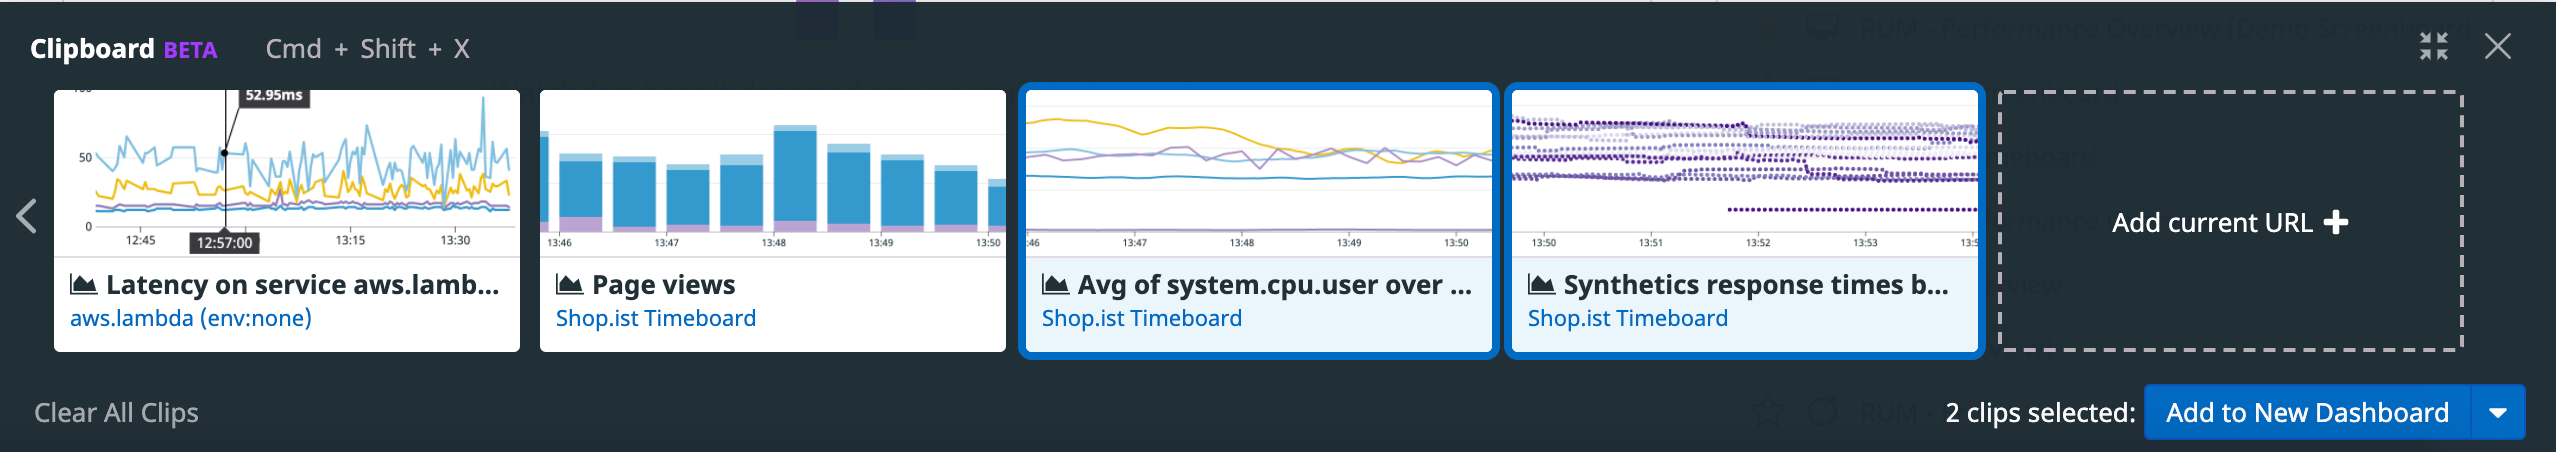 Clipboard BETA Cmd + Shift + X
52.95ms
50
0
12:45 12:57:00 13:15 13:30
Latency on service aws.lamb...
aws.lambda (env:none)
13:46 13:47 13:48 13:49 13:50
Page views
Shop.ist Timeboard
:46 13:47 13:48 13:49 13:50
Avg of system.cpu.user over ...
Shop.ist Timeboard
13:50 13:51 13:52 13:53 13:5
Synthetics response times b...
Shop.ist Timeboard
Add current URL +
Clear All Clips
2 clips selected: Add to New Dashboard